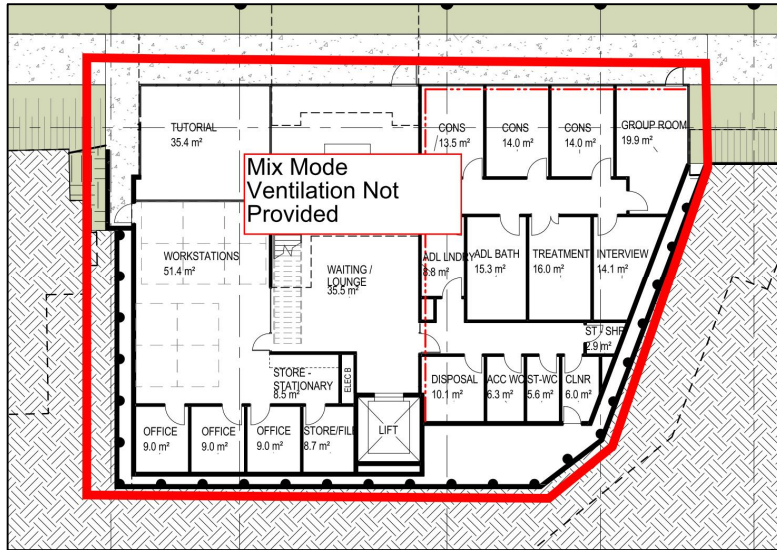 TUTORIAL
35.4 m²
CONS
13.5 m²
CONS
14.0 m²
CONS
14.0 m²
GROUP ROOM
19.9 m²
Mix Mode
Ventilation Not
Provided
WORKSTATIONS
51.4 m²
WAITING /
LOUNGE
35.5 m²
ADL LNDRY
8.8 m²
ADL BATH
15.3 m²
TREATMENT
16.0 m²
INTERVIEW
14.1 m²
ST / SHR
2.9 m²
STORE -
STATIONARY
8.5 m²
ELEC B
DISPOSAL
10.1 m²
ACC WC
6.3 m²
ST-WC
5.6 m²
CLNR
6.0 m²
OFFICE
9.0 m²
OFFICE
9.0 m²
OFFICE
9.0 m²
STORE/FILE
8.7 m²
LIFT